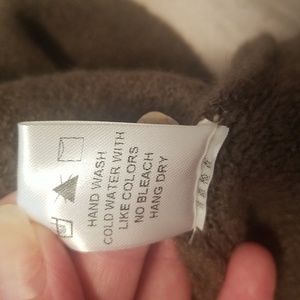 HAND WASH
COLD WATER WITH
LIKE COLORS
NO BLEACH
HANG DRY